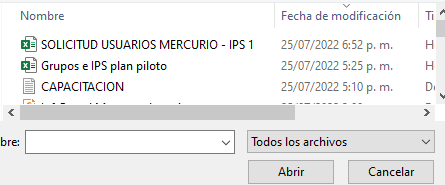 Nombre Fecha de modificación Tipo
SOLICITUD USUARIOS MERCURIO - IPS 1 25/07/2022 6:52 p. m.
Grupos e IPS plan piloto 25/07/2022 5:25 p. m.
CAPACITACION 25/07/2022 5:10 p. m.
bre: Todos los archivos
Abrir Cancelar